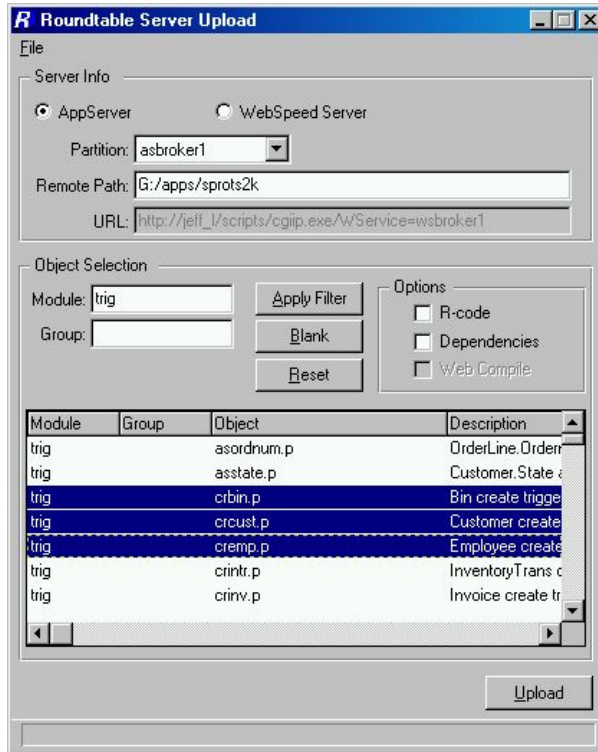 R Roundtable Server Upload
File
Server Info
AppServer WebSpeed Server
Partition: asbroker1
Remote Path: G:/apps/sprots2k
URL: http://jeff_l/scripts/cgiip.exe/WService=wsbroker1
Object Selection
Module: trig Apply Filter
Group: Blank
Reset
Options
R-code
Dependencies
Web Compile
Module Group Object Description
trig asordnum.p OrderLine.Ordern
trig asstate.p Customer.State a
trig crbin.p Bin create trigge
trig crcust.p Customer create
trig cremp.p Employee create
trig crintr.p InventoryTrans c
trig crinv.p Invoice create tr
Upload